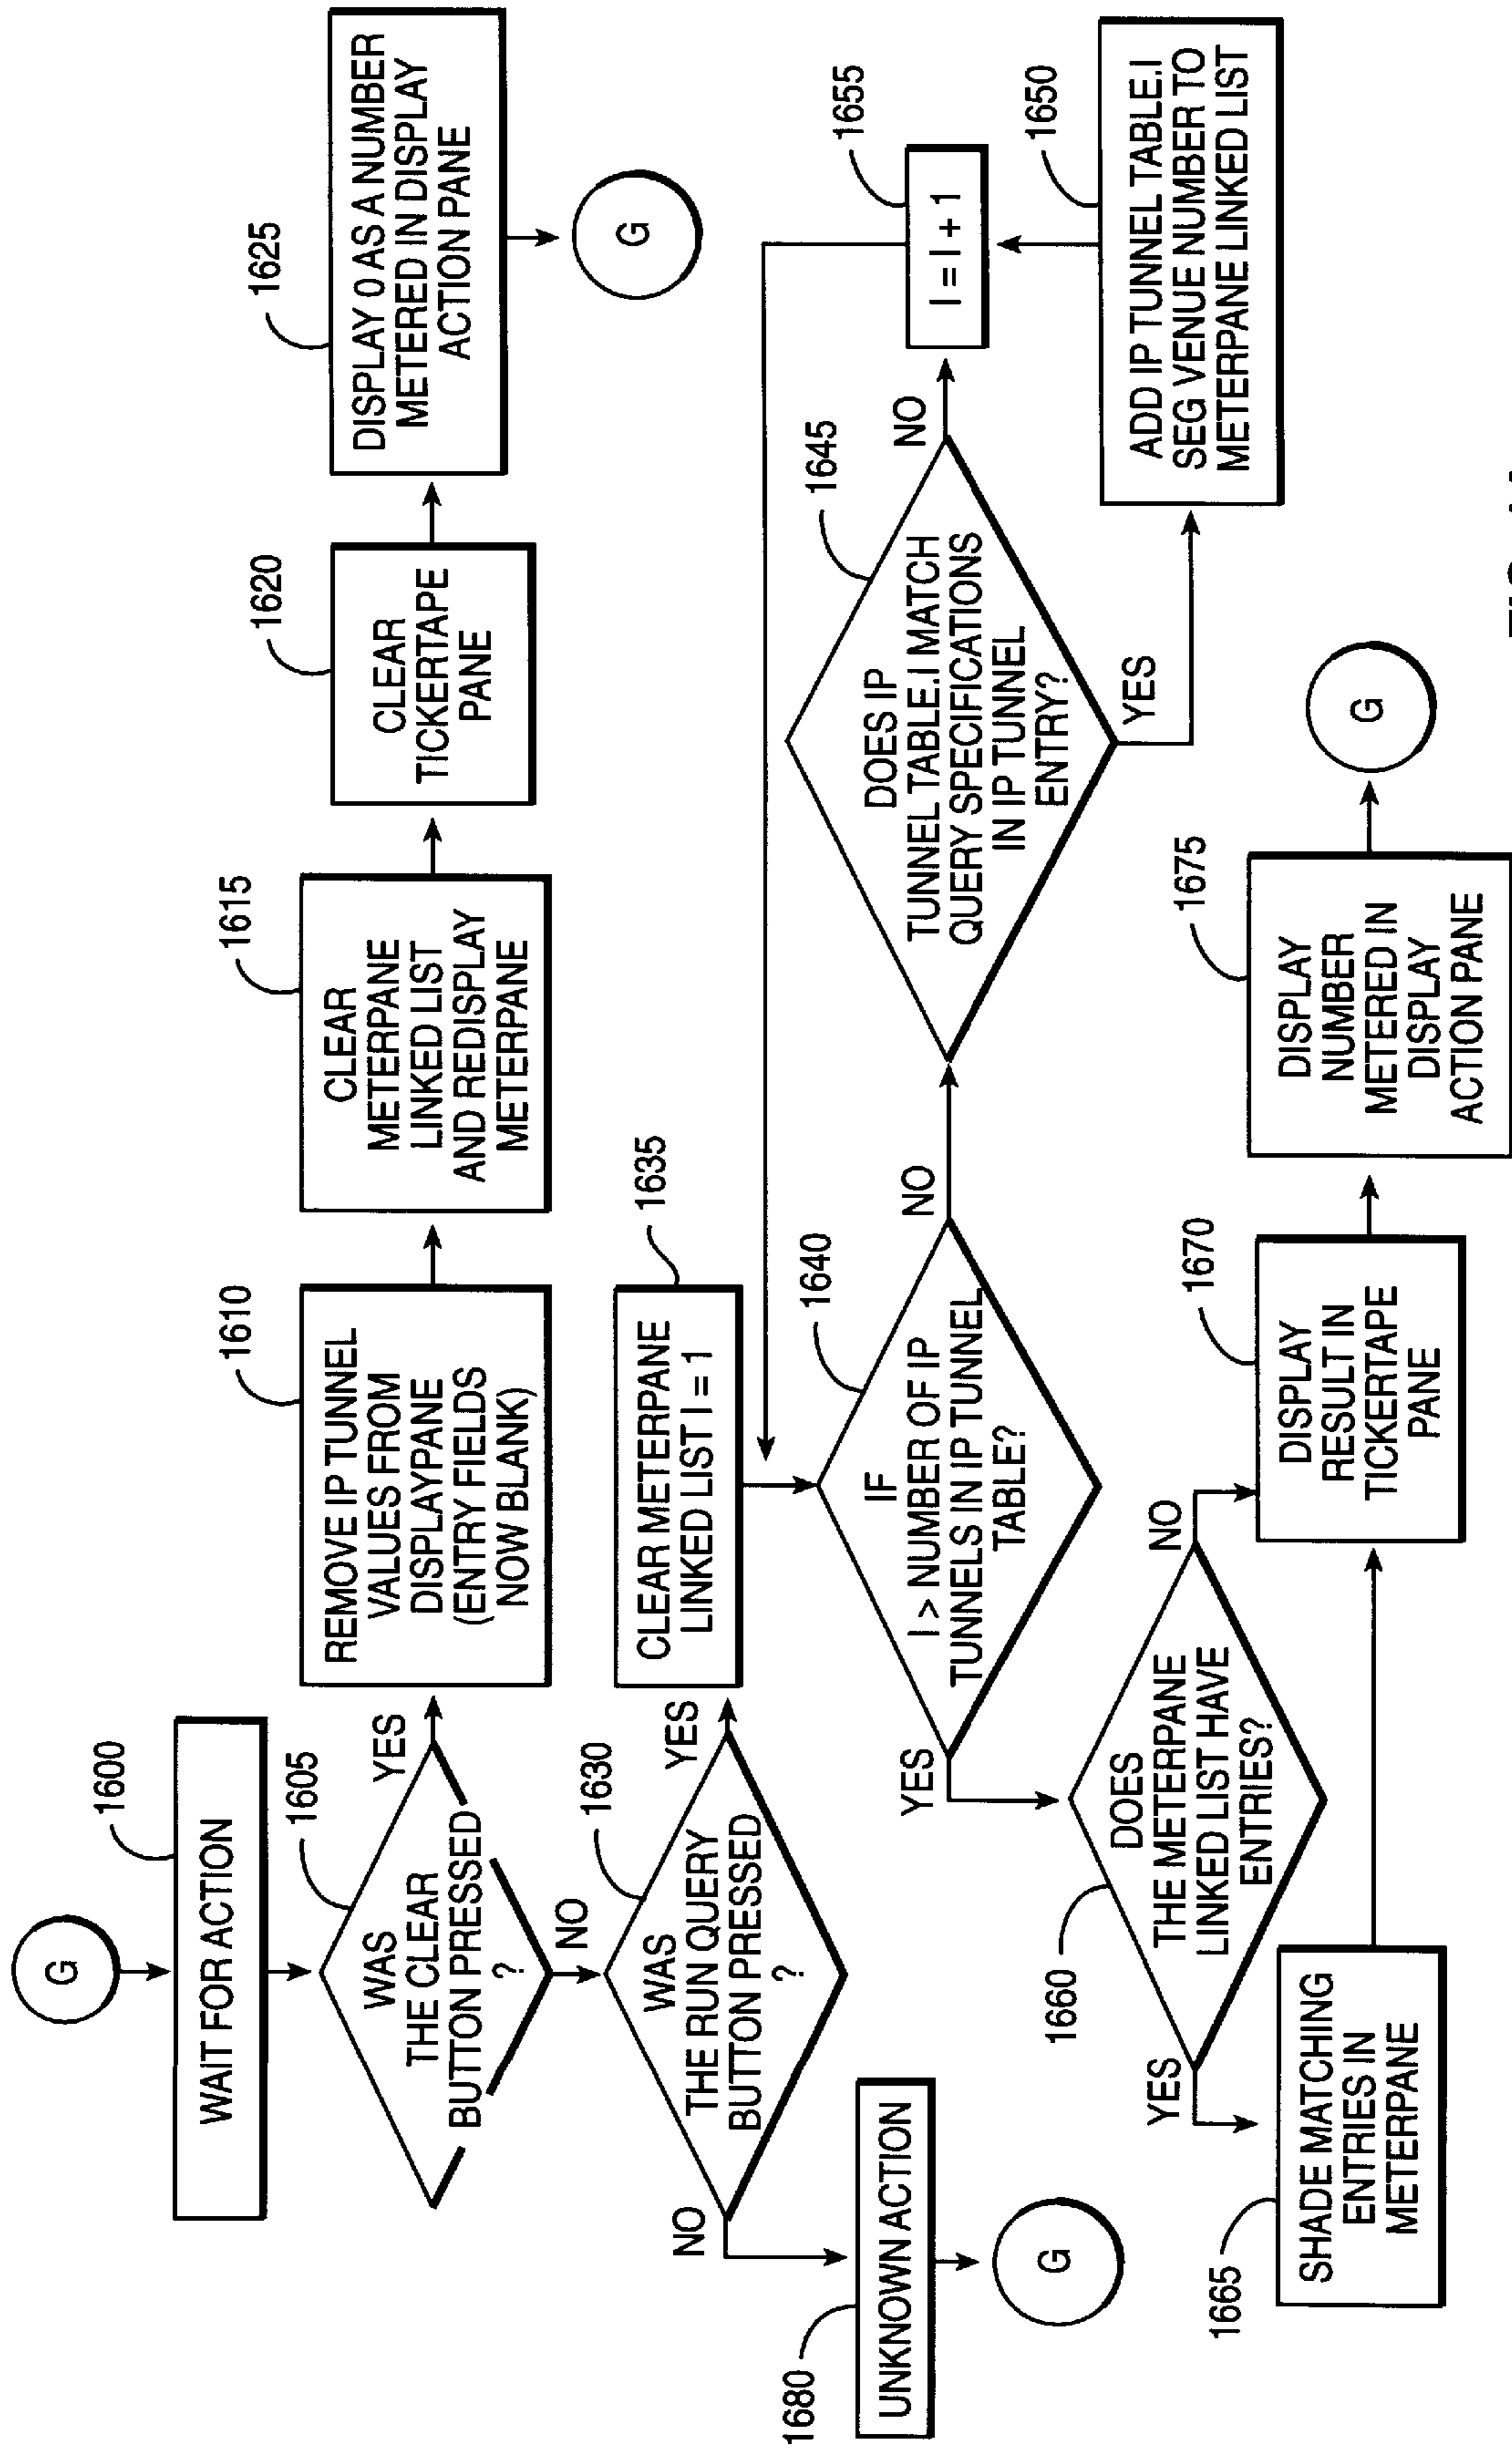 G
1600
WAIT FOR ACTION
1605
WAS
THE CLEAR
BUTTON PRESSED
?
YES
NO
1610
REMOVE IP TUNNEL
VALUES FROM
DISPLAYPANE
(ENTRY FIELDS
NOW BLANK)
1615
CLEAR
METERPANE
LINKED LIST
AND REDISPLAY
METERPANE
1620
CLEAR
TICKERTAPE
PANE
1625
DISPLAY 0 AS A NUMBER
METERED IN DISPLAY
ACTION PANE
G
1630
WAS
THE RUN QUERY
BUTTON PRESSED
?
YES
NO
1680
UNKNOWN ACTION
G
1635
CLEAR METERPANE
LINKED LIST I = 1
1640
IF
I > NUMBER OF IP
TUNNELS IN IP TUNNEL
TABLE?
YES
NO
1645
DOES IP
TUNNEL TABLE.I MATCH
QUERY SPECIFICATIONS
IN IP TUNNEL
ENTRY?
NO
YES
1655
I = I + 1
1650
ADD IP TUNNEL TABLE.I
SEG VENUE NUMBER TO
METERPANE LINKED LIST
1660
DOES
THE METERPANE
LINKED LIST HAVE
ENTRIES?
YES
NO
1665
SHADE MATCHING
ENTRIES IN
METERPANE
1670
DISPLAY
RESULT IN
TICKERTAPE
PANE
1675
DISPLAY
NUMBER
METERED IN
DISPLAY
ACTION PANE
G